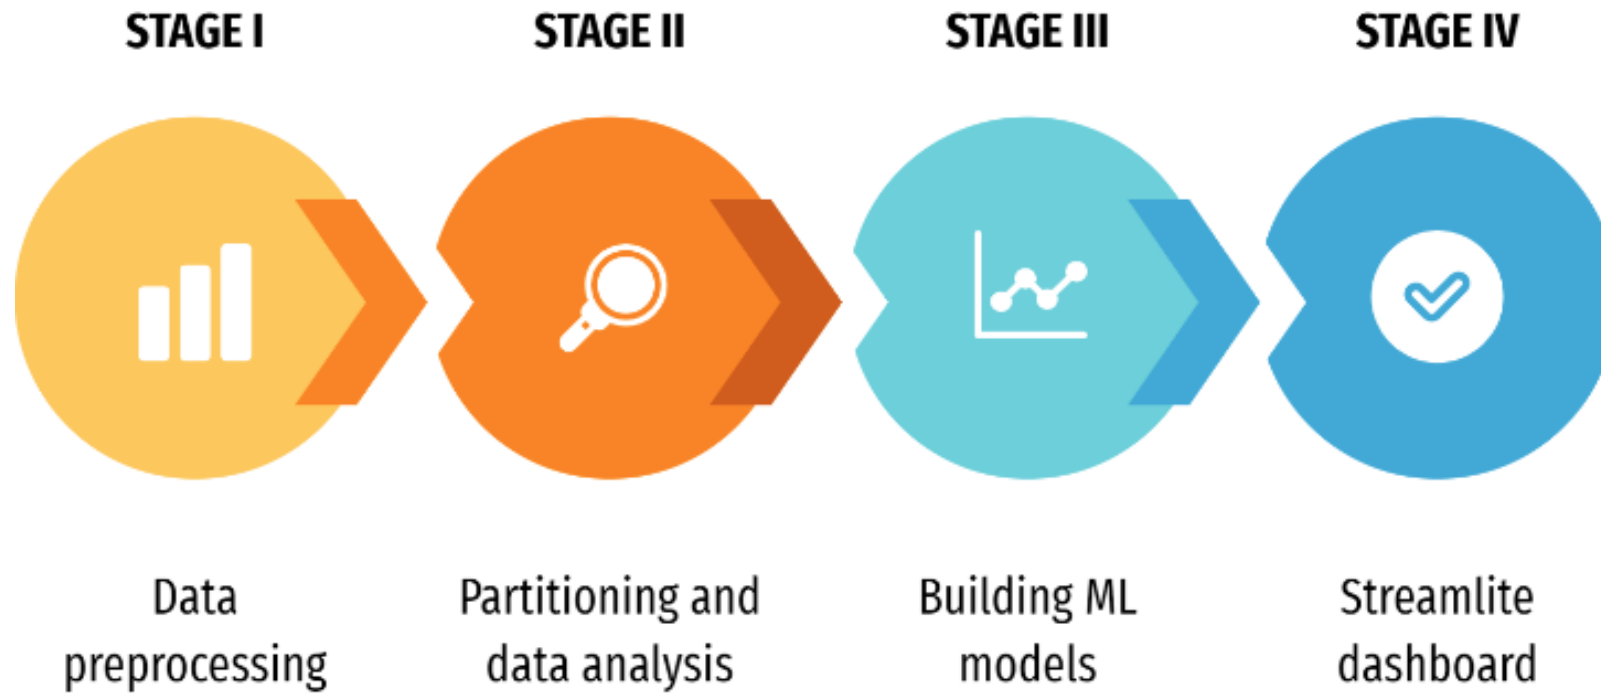 STAGE I
STAGE II
STAGE III
STAGE IV
Data
preprocessing
Partitioning and
data analysis
Building ML
models
Streamlite
dashboard